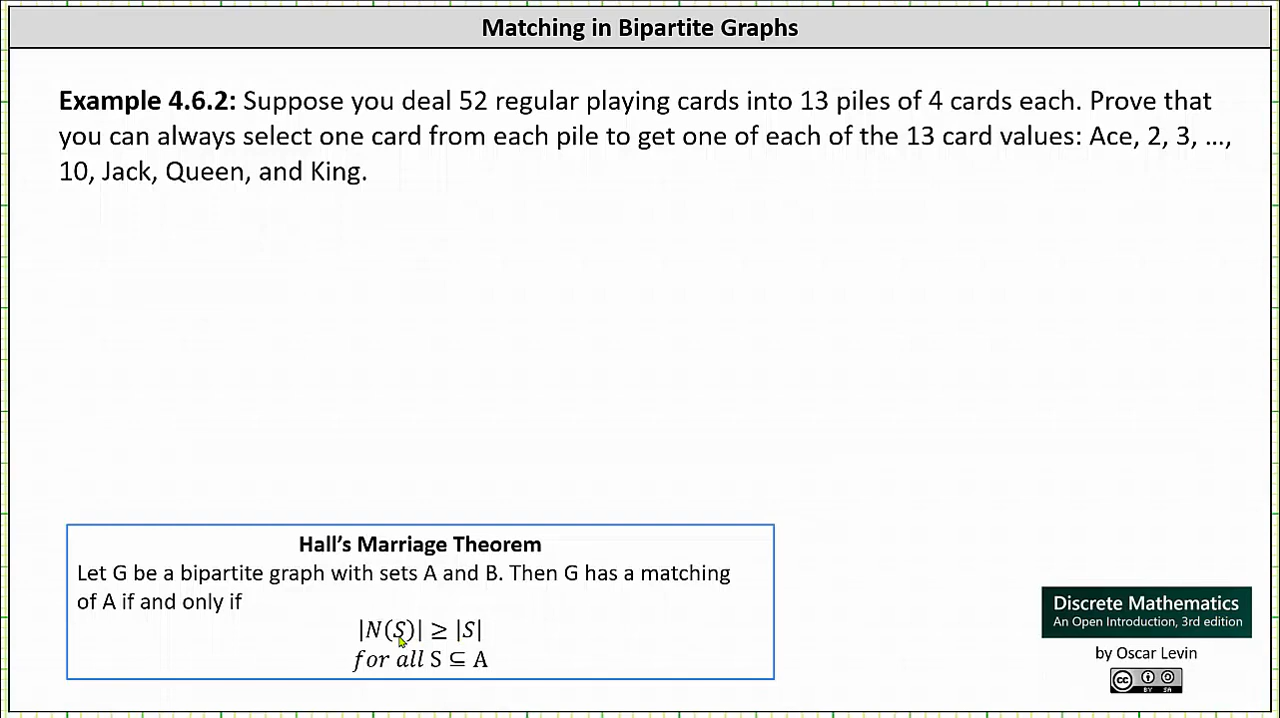 Matching in Bipartite Graphs
Example 4.6.2: Suppose you deal 52 regular playing cards into 13 piles of 4 cards each. Prove that
you can always select one card from each pile to get one of each of the 13 card values: Ace, 2, 3, ...,
10, Jack, Queen, and King.
Hall's Marriage Theorem
Let G be a bipartite graph with sets A and B. Then G has a matching
of A if and only if
|N(S)| ≥ |S|
for all S ⊆ A
Discrete Mathematics
An Open Introduction, 3rd edition
by Oscar Levin
cc
BY SA